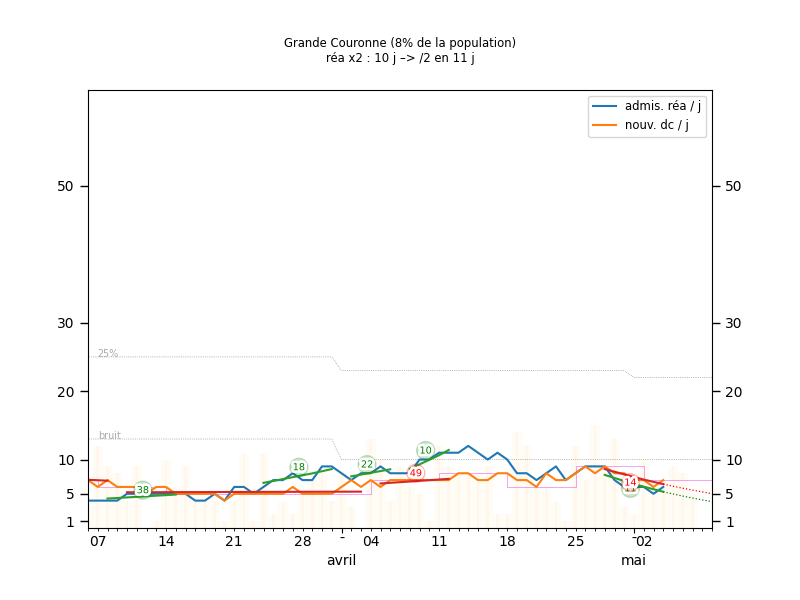 Grande Couronne (8% de la population)
réa x2 : 10 j –> /2 en 11 j
admis. réa / j
nouv. dc / j
50 50
30 30
25%
20 20
bruit
10 10
5 5
1 1
38 18 22 10 49 14
07 14 21 28 - 04 11 18 25 - 02
avril mai